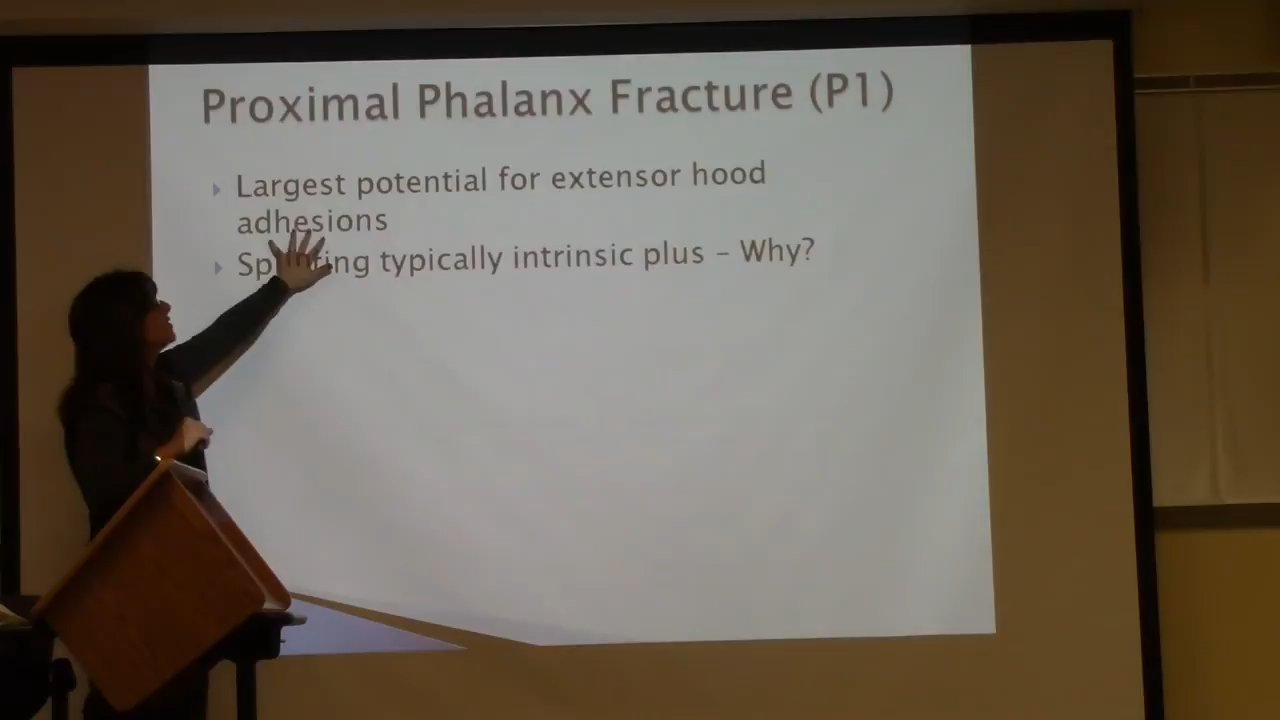 Proximal Phalanx Fracture (P1)
Largest potential for extensor hood
adhesions
Splinting typically intrinsic plus – Why?